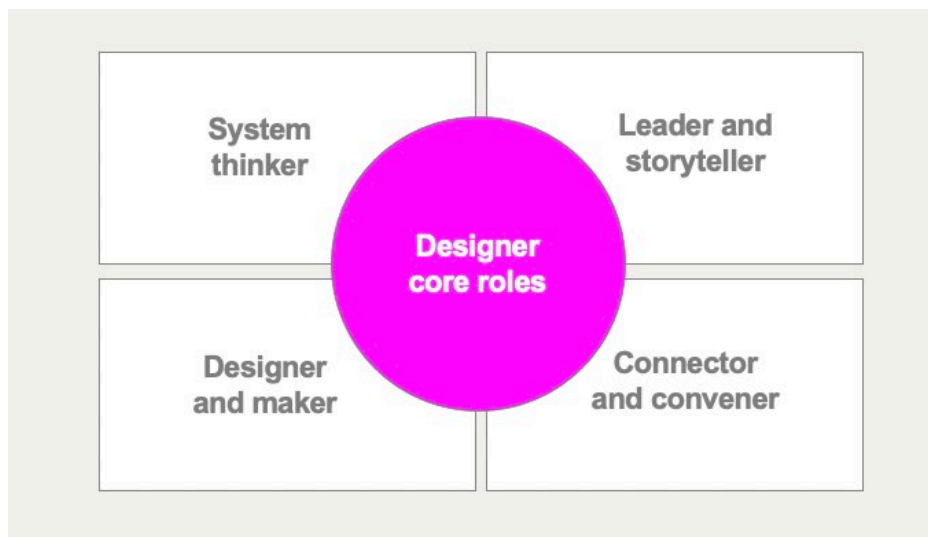 System
thinker
Leader and
storyteller
Designer
core roles
Designer
and maker
Connector
and convener